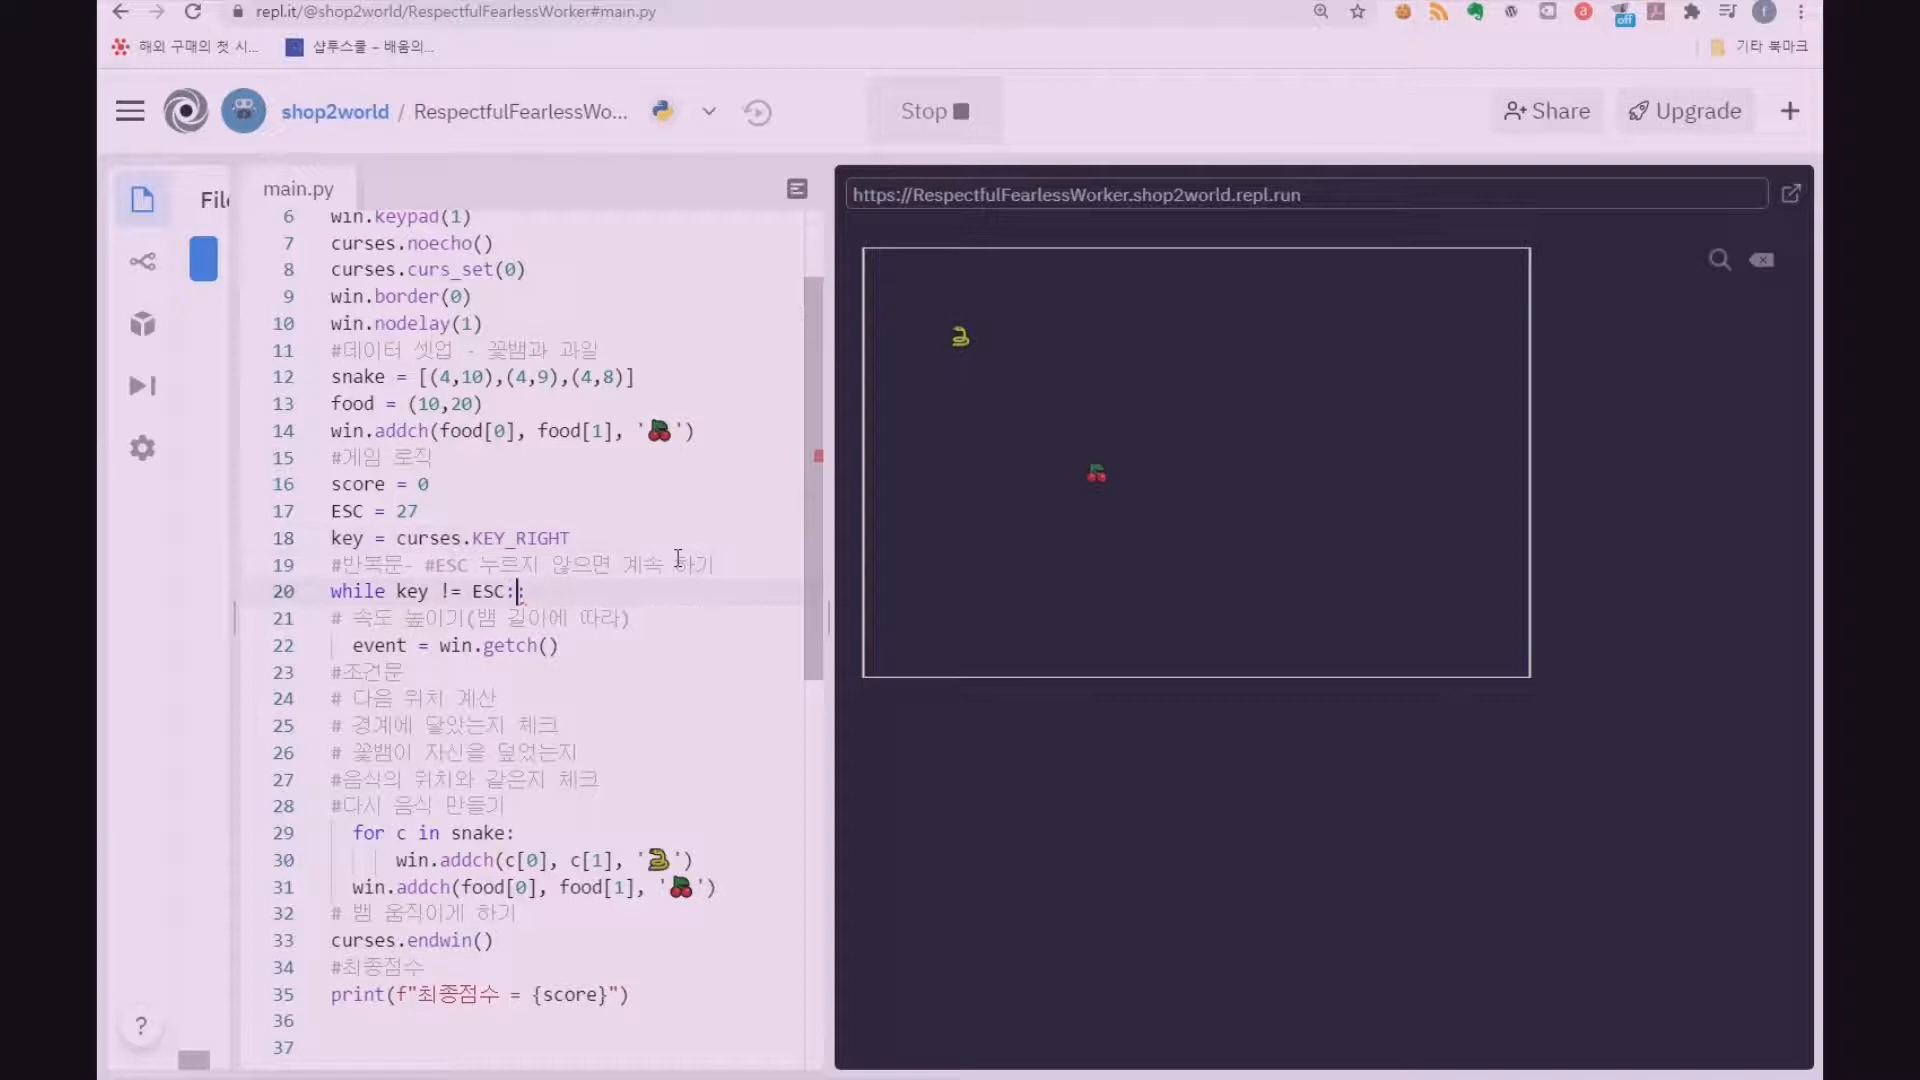 repl.it/@shop2world/RespectfulFearlessWorker#main.py
off
해외 구매의 첫 시...
샵투스쿨 – 배움의...
기타 북마크
shop2world / RespectfulFearlessWo...
Stop
Share
Upgrade
File
main.py
https://RespectfulFearlessWorker.shop2world.repl.run
6 win.keypad(1)
7 curses.noecho()
8 curses.curs_set(0)
9 win.border(0)
10 win.nodelay(1)
11 #데이터 셋업 - 꽃뱀과 과일
12 snake = [(4,10),(4,9),(4,8)]
13 food = (10,20)
14 win.addch(food[0], food[1], '🍒')
15 #게임 로직
16 score = 0
17 ESC = 27
18 key = curses.KEY_RIGHT
19 #반복문- #ESC 누르지 않으면 계속 하기
20 while key != ESC::
21 # 속도 높이기(뱀 길이에 따라)
22 event = win.getch()
23 #조건문
24 # 다음 위치 계산
25 # 경계에 닿았는지 체크
26 # 꽃뱀이 자신을 덮었는지
27 #음식의 위치와 같은지 체크
28 #다시 음식 만들기
29 for c in snake:
30 win.addch(c[0], c[1], '🐍')
31 win.addch(food[0], food[1], '🍒')
32 # 뱀 움직이게 하기
33 curses.endwin()
34 #최종점수
35 print(f"최종점수 = {score}")
36
37